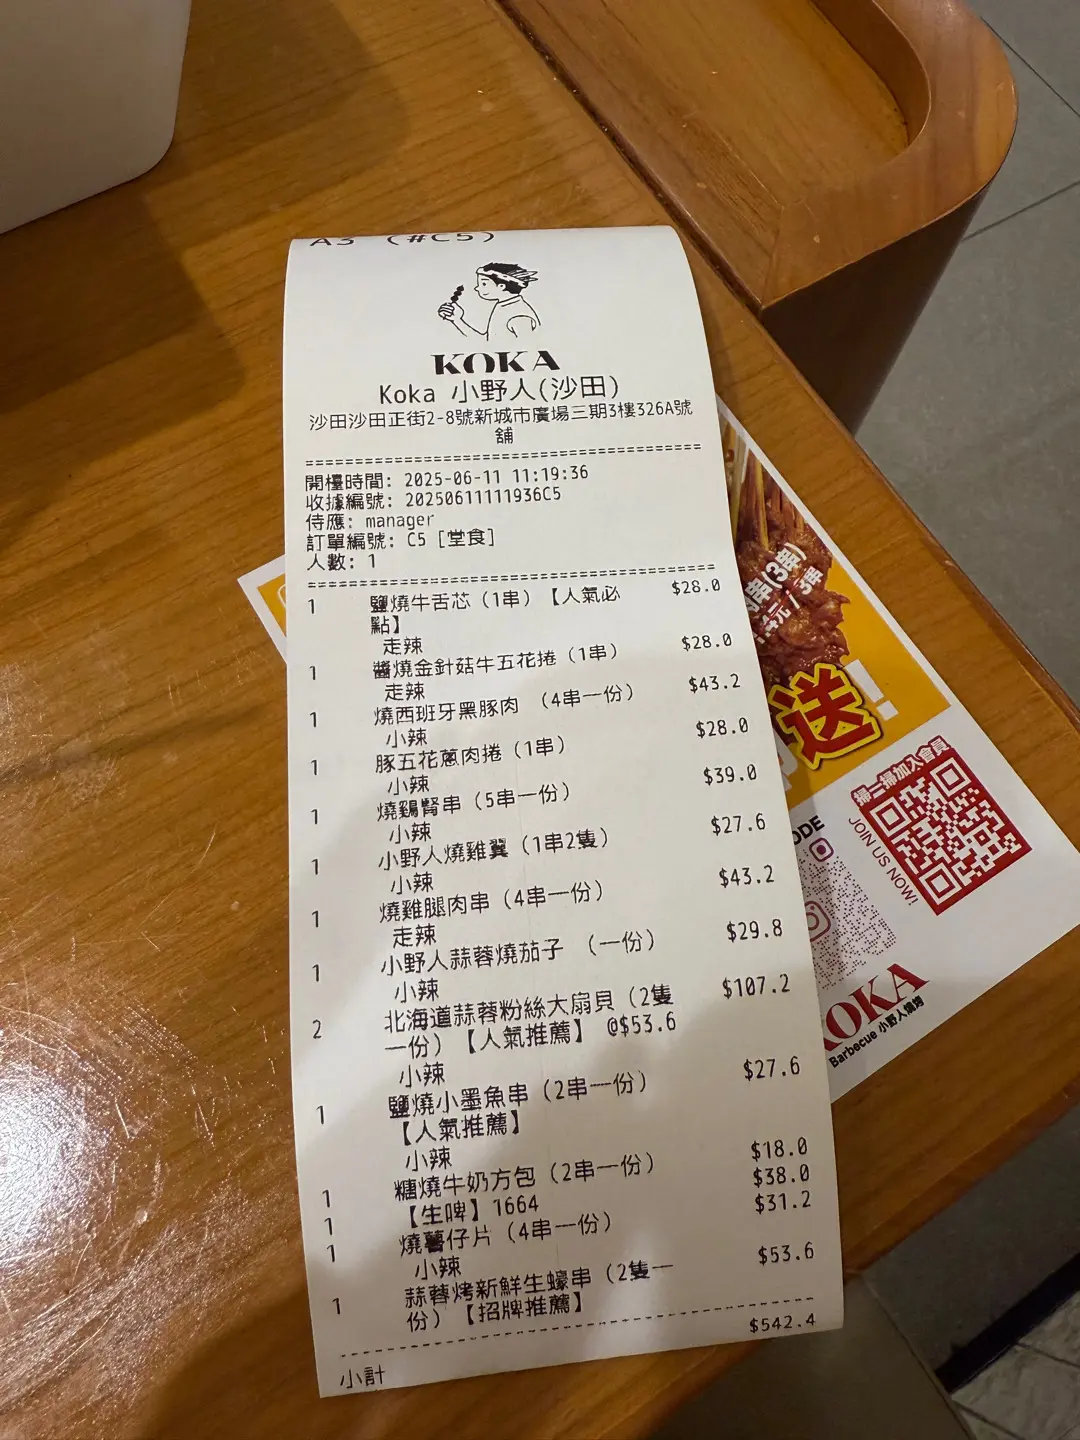 A3 (#C5)
KOKA
Koka 小野人(沙田)
沙田沙田正街2-8號新城市廣場三期3樓326A號
舖
開檯時間: 2025-06-11 11:19:36
收據編號: 20250611111936C5
侍應: manager
訂單編號: C5 [堂食]
人數: 1
1 鹽燒牛舌芯 (1串) 【人氣必 $28.0
點】
走辣
1 醬燒金針菇牛五花捲 (1串) $28.0
走辣
1 燒西班牙黑豚肉 (4串一份) $43.2
小辣
1 豚五花蔥肉捲 (1串) $28.0
小辣
1 燒鷄腎串 (5串一份) $39.0
小辣
1 小野人燒雞翼 (1串2隻) $27.6
小辣
1 燒雞腿肉串 (4串一份) $43.2
走辣
1 小野人蒜蓉燒茄子 (一份) $29.8
小辣
2 北海道蒜蓉粉絲大扇貝 (2隻 $107.2
一份) 【人氣推薦】 @$53.6
小辣
1 鹽燒小墨魚串 (2串一份) $27.6
【人氣推薦】
小辣
1 糖燒牛奶方包 (2串一份) $18.0
1 【生啤】1664 $38.0
1 燒薯仔片 (4串一份) $31.2
小辣
1 蒜蓉烤新鮮生蠔串 (2隻一 $53.6
份) 【招牌推薦】
小計 $542.4
串(3串)
元 / 3串
送!
掃一掃加入會員
JOIN US NOW!
KOKA
Barbecue 小野人燒烤